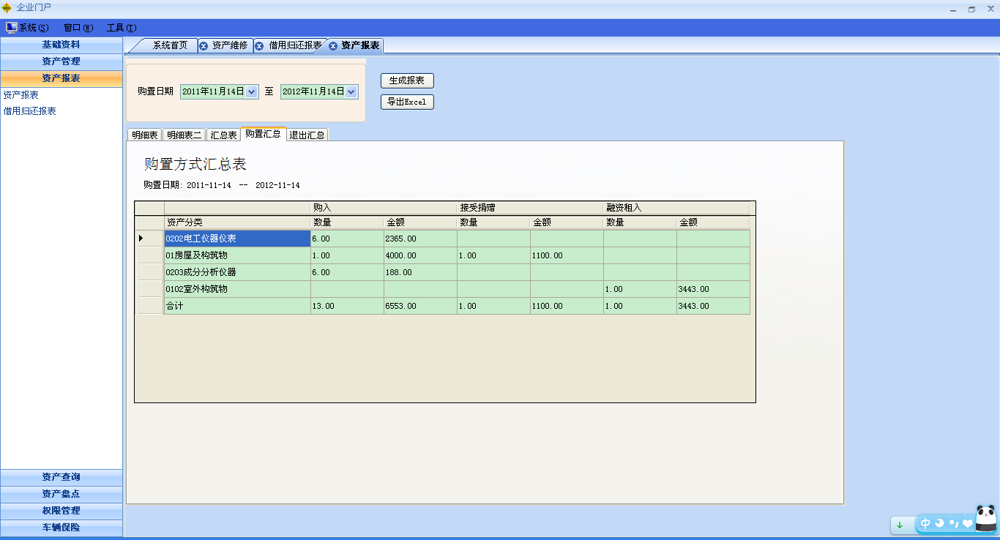 企业门户
系统(S) 窗口(W) 工具(T)
基础资料
资产管理
资产报表
资产报表
借用归还报表
资产查询
资产盘点
权限管理
车辆保险
系统首页 资产维修 借用归还报表 资产报表
购置日期 2011年11月14日 至 2012年11月14日
生成报表
导出Excel
明细表 明细表二 汇总表 购置汇总 退出汇总
购置方式汇总表
购置日期: 2011-11-14 -- 2012-11-14
购入 接受捐赠 融资租入
资产分类 数量 金额 数量 金额 数量 金额
0202电工仪器仪表 6.00 2365.00
01房屋及构筑物 1.00 4000.00 1.00 1100.00
0203成分分析仪器 6.00 188.00
0102室外构筑物 1.00 3443.00
合计 13.00 6553.00 1.00 1100.00 1.00 3443.00
中